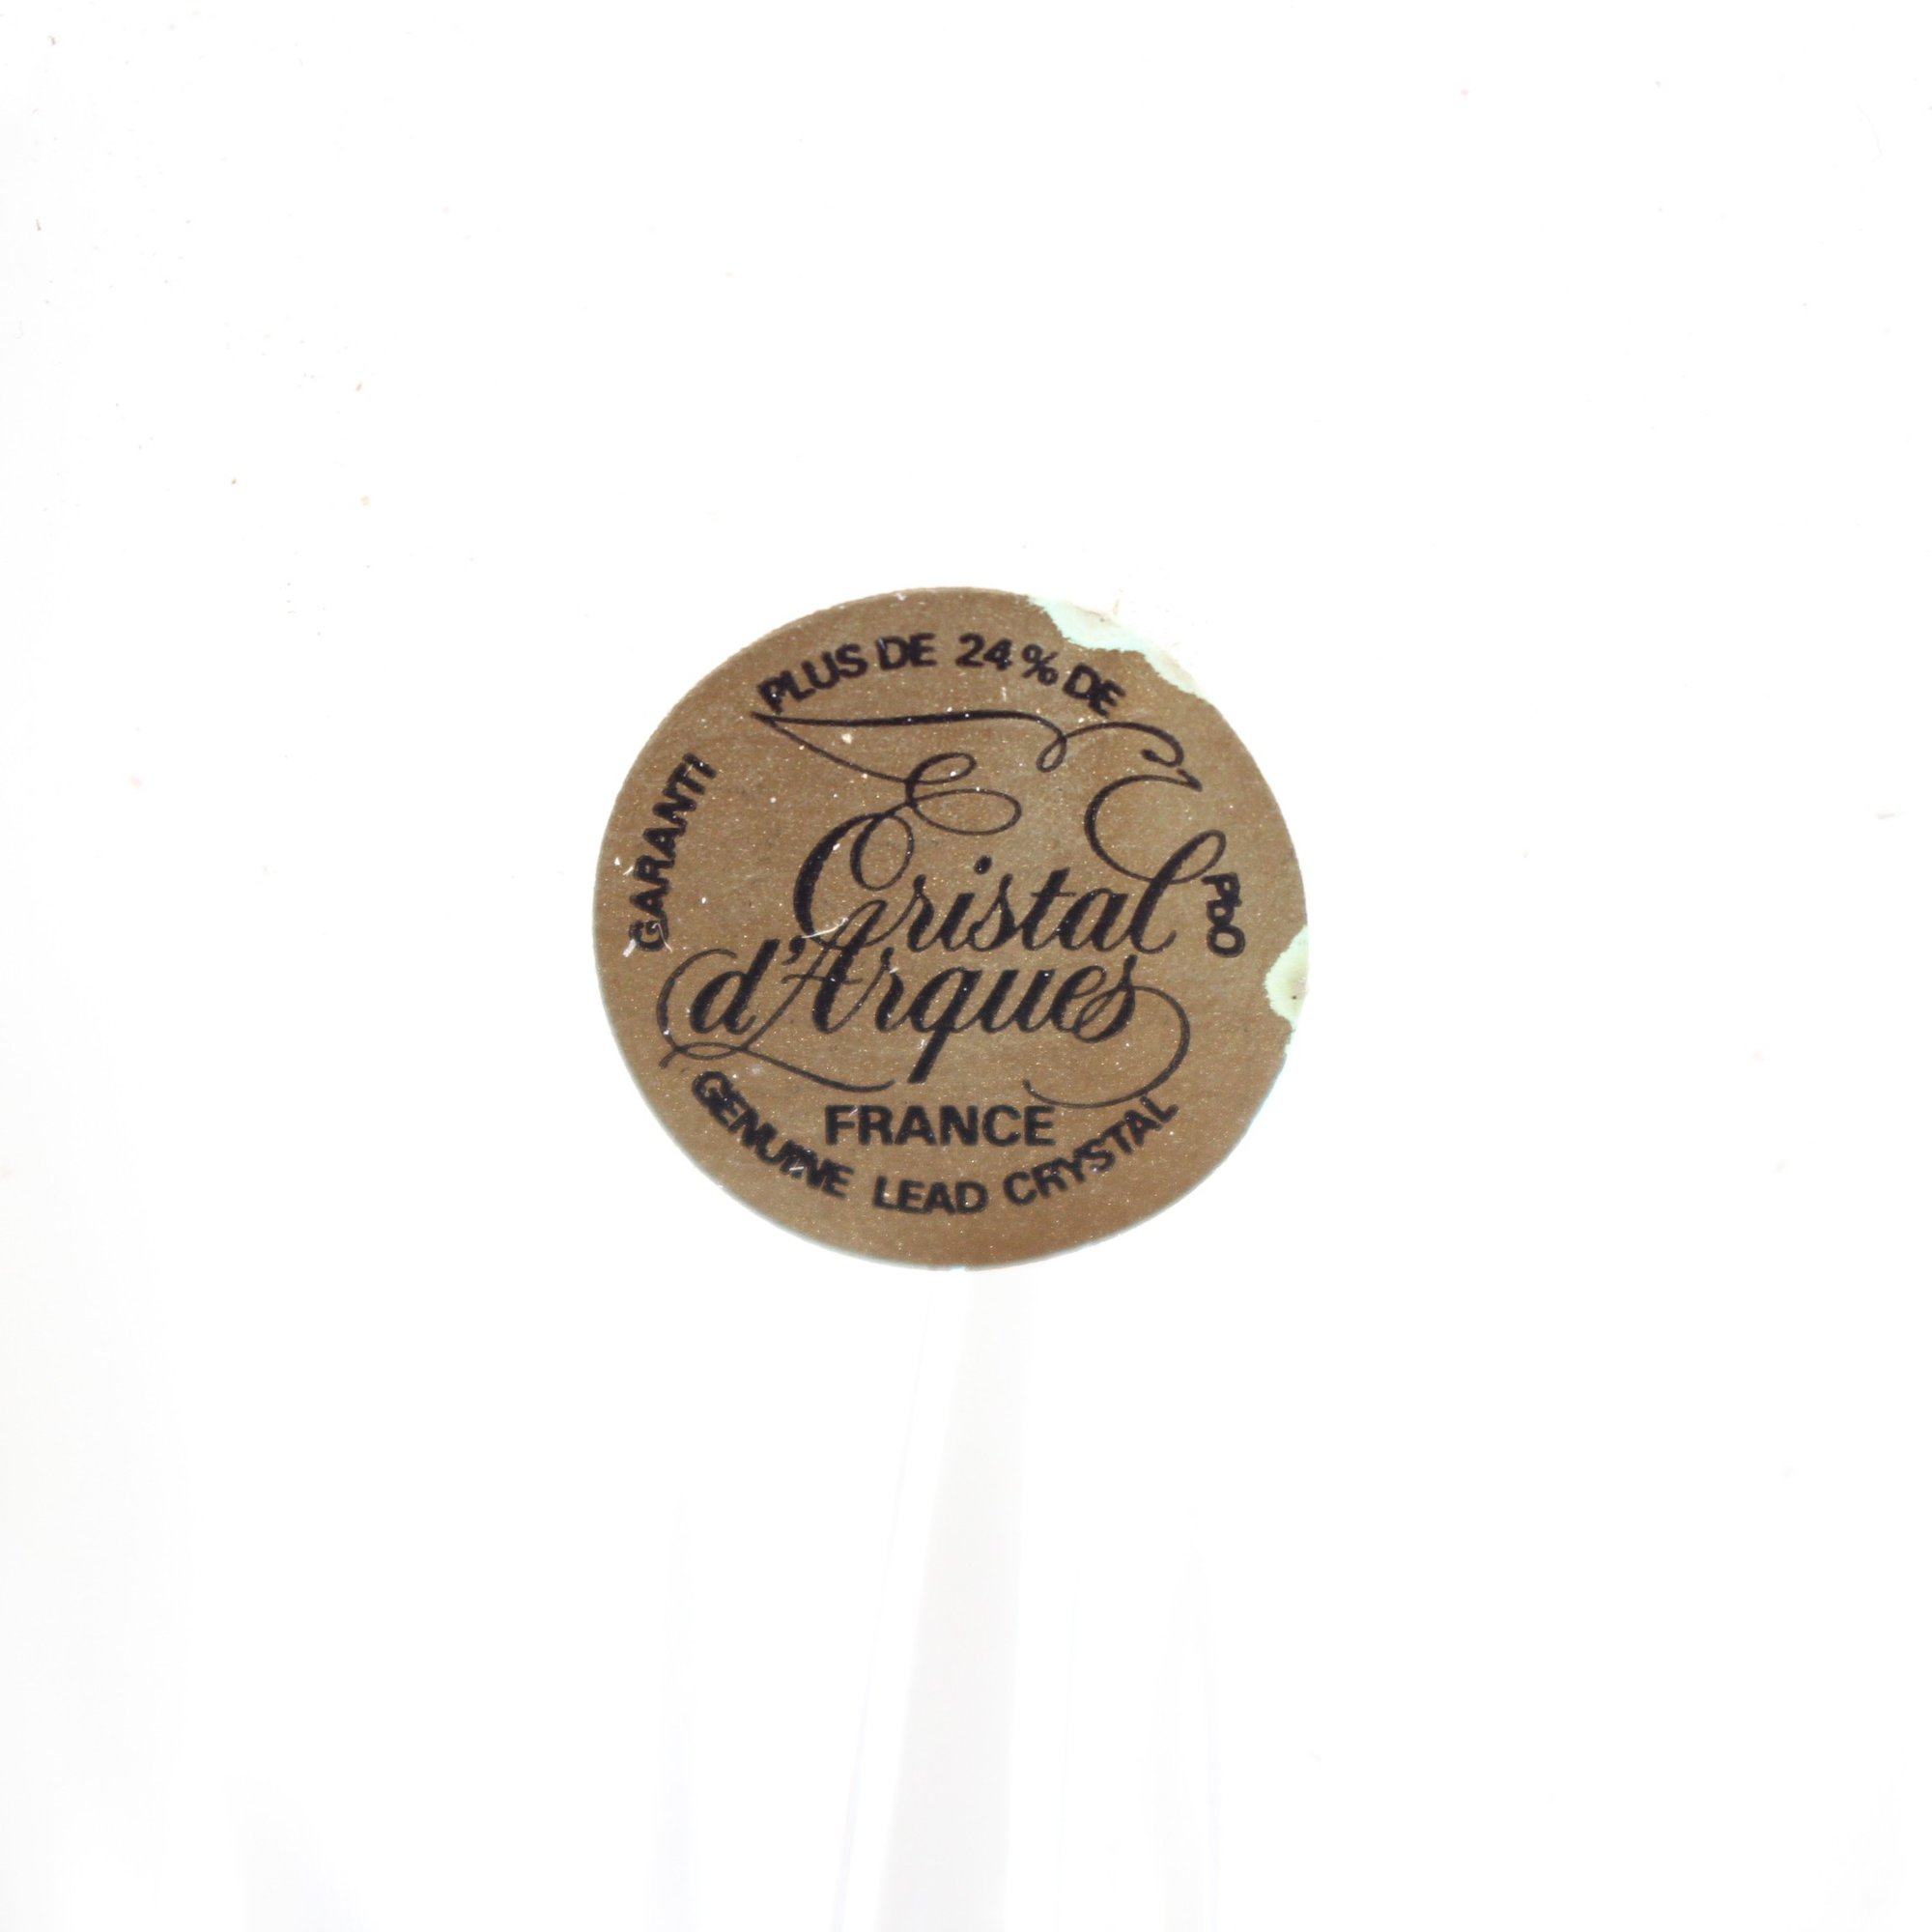 GARANTI
PLUS DE 24% DE
PbO
Cristal
d'Arques
FRANCE
GENUINE LEAD CRYSTAL